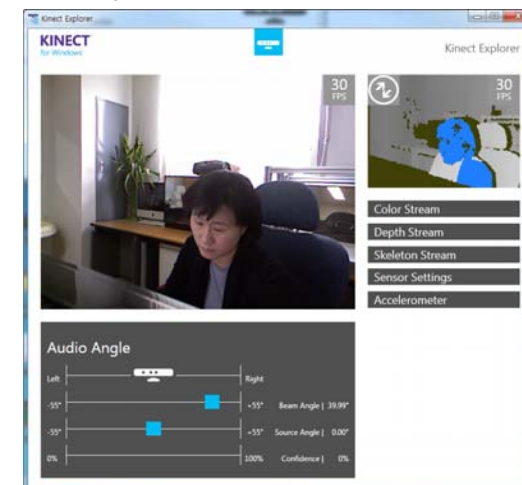 Kinect Explorer
KINECT
for Windows
Kinect Explorer
30
FPS
30
FPS
Color Stream
Depth Stream
Skeleton Stream
Sensor Settings
Accelerometer
Audio Angle
Left Right
-55° +55° Beam Angle | 39.99°
-55° +55° Source Angle | 0.00°
0% 100% Confidence | 0%